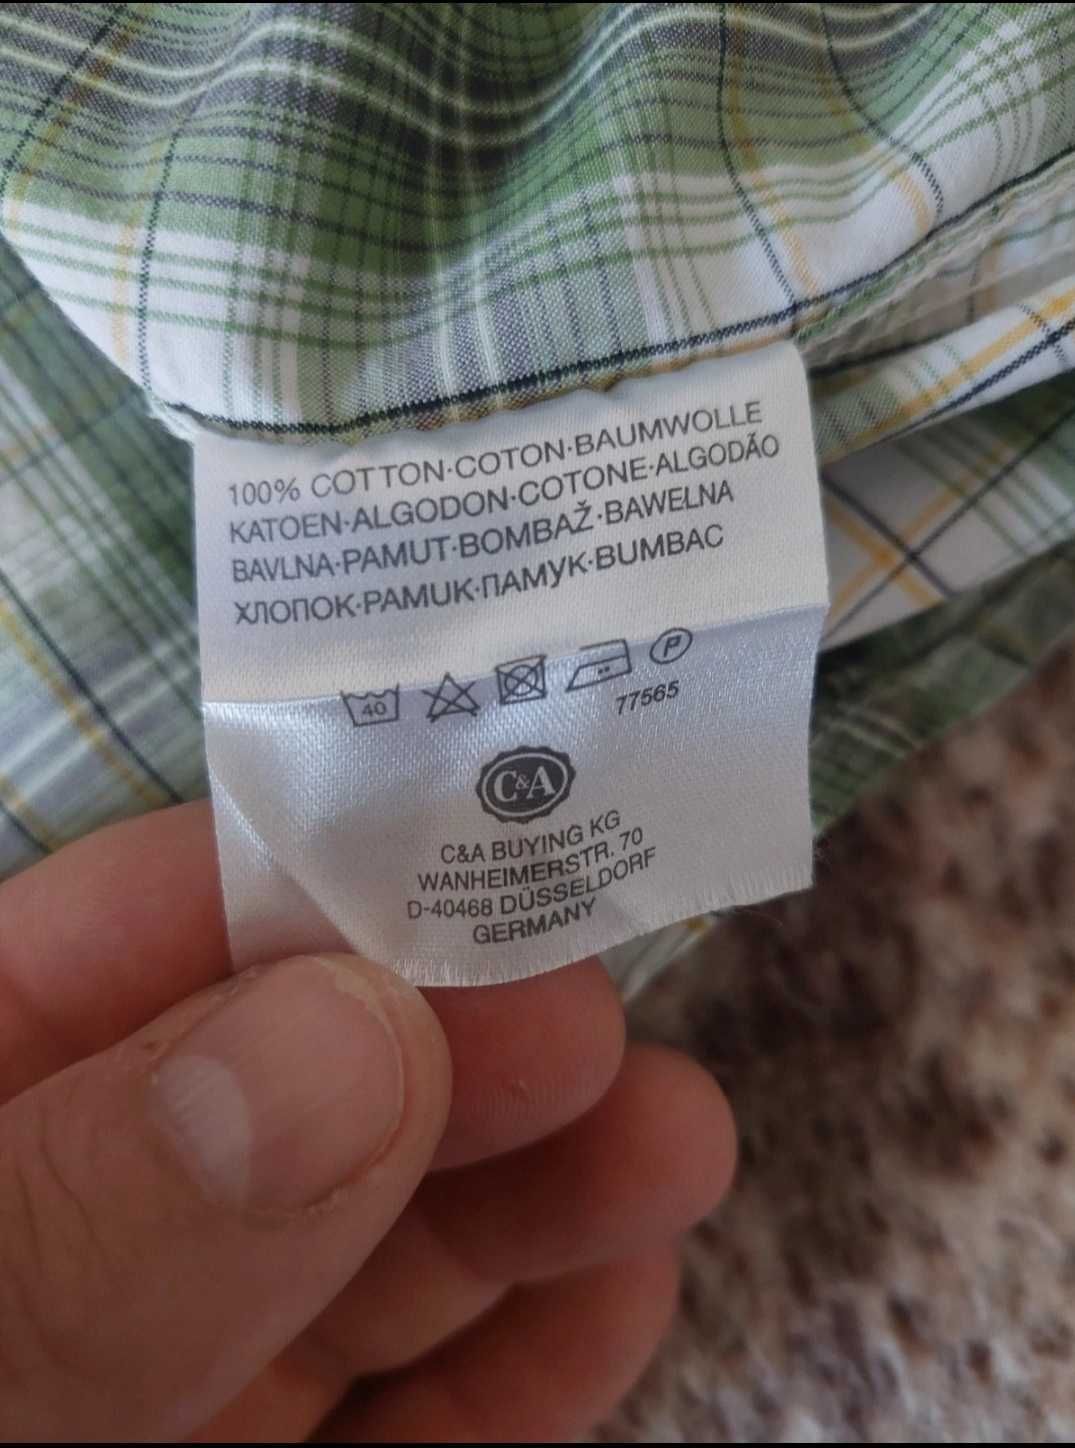 100% COTTON·COTON·BAUMWOLLE
KATOEN·ALGODON·COTONE·ALGODÃO
BAVLNA·PAMUT·BOMBAŽ·BAWELNA
ХЛОПОК·PAMUK·ПАМУК·BUMBAC
40 P
77565
C&A
C&A BUYING KG
WANHEIMERSTR. 70
D-40468 DÜSSELDORF
GERMANY